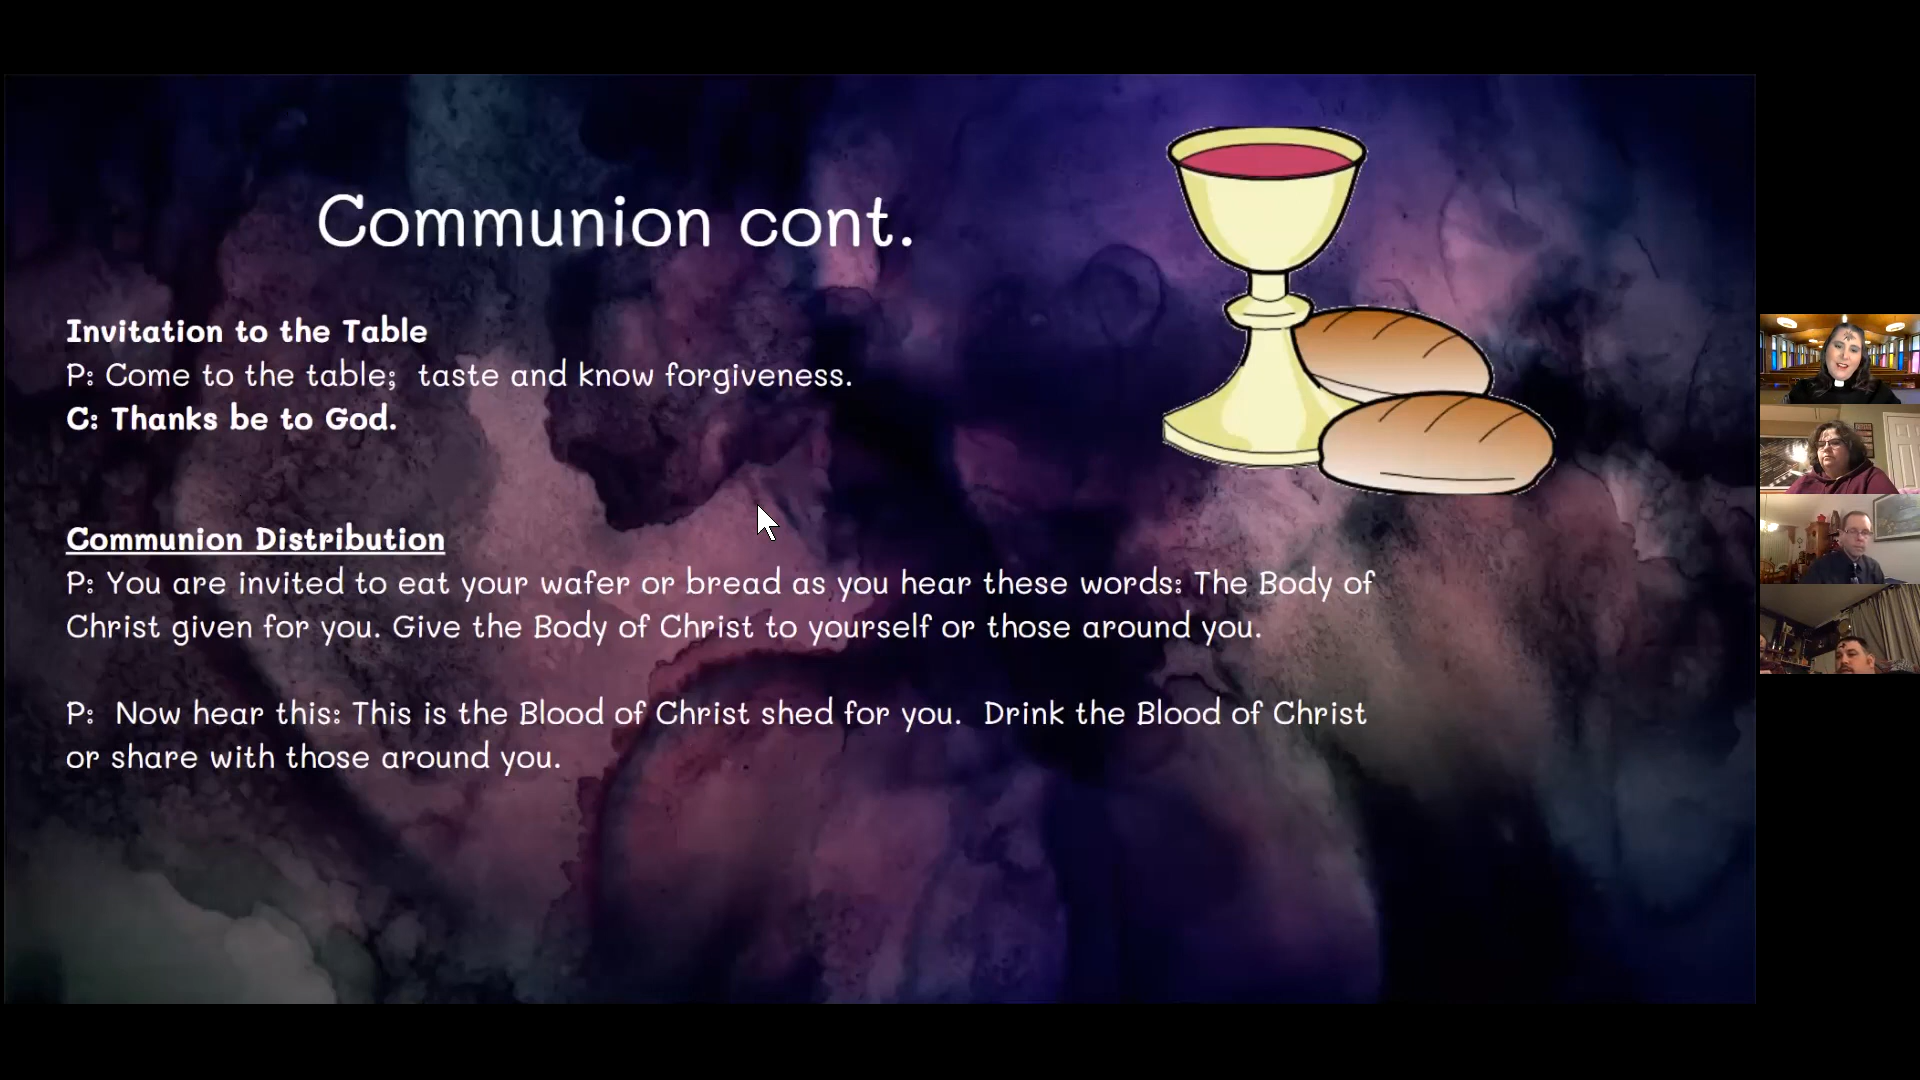 Communion cont.
Invitation to the Table
P: Come to the table;  taste and know forgiveness.
C: Thanks be to God.
Communion Distribution
P: You are invited to eat your wafer or bread as you hear these words: The Body of
Christ given for you. Give the Body of Christ to yourself or those around you.
P:  Now hear this: This is the Blood of Christ shed for you.  Drink the Blood of Christ
or share with those around you.